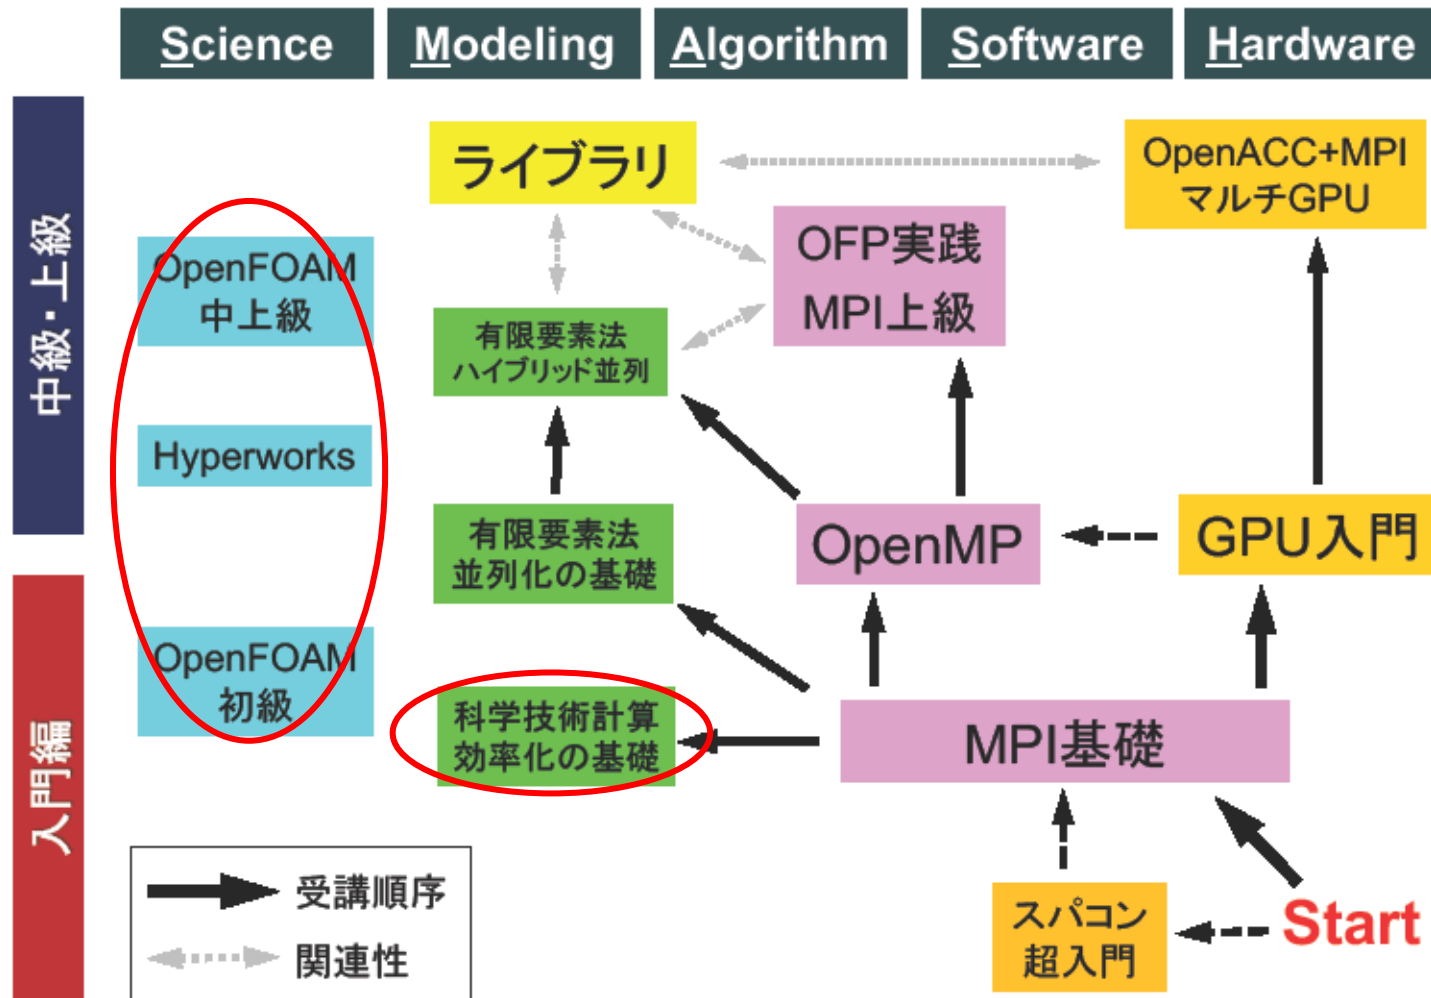 Science
Modeling
Algorithm
Software
Hardware
中級・上級
入門編
ライブラリ
OpenACC+MPI
マルチGPU
OpenFOAM
中上級
OFP実践
MPI上級
有限要素法
ハイブリッド並列
Hyperworks
有限要素法
並列化の基礎
OpenMP
GPU入門
OpenFOAM
初級
科学技術計算
効率化の基礎
MPI基礎
受講順序
関連性
スパコン
超入門
Start